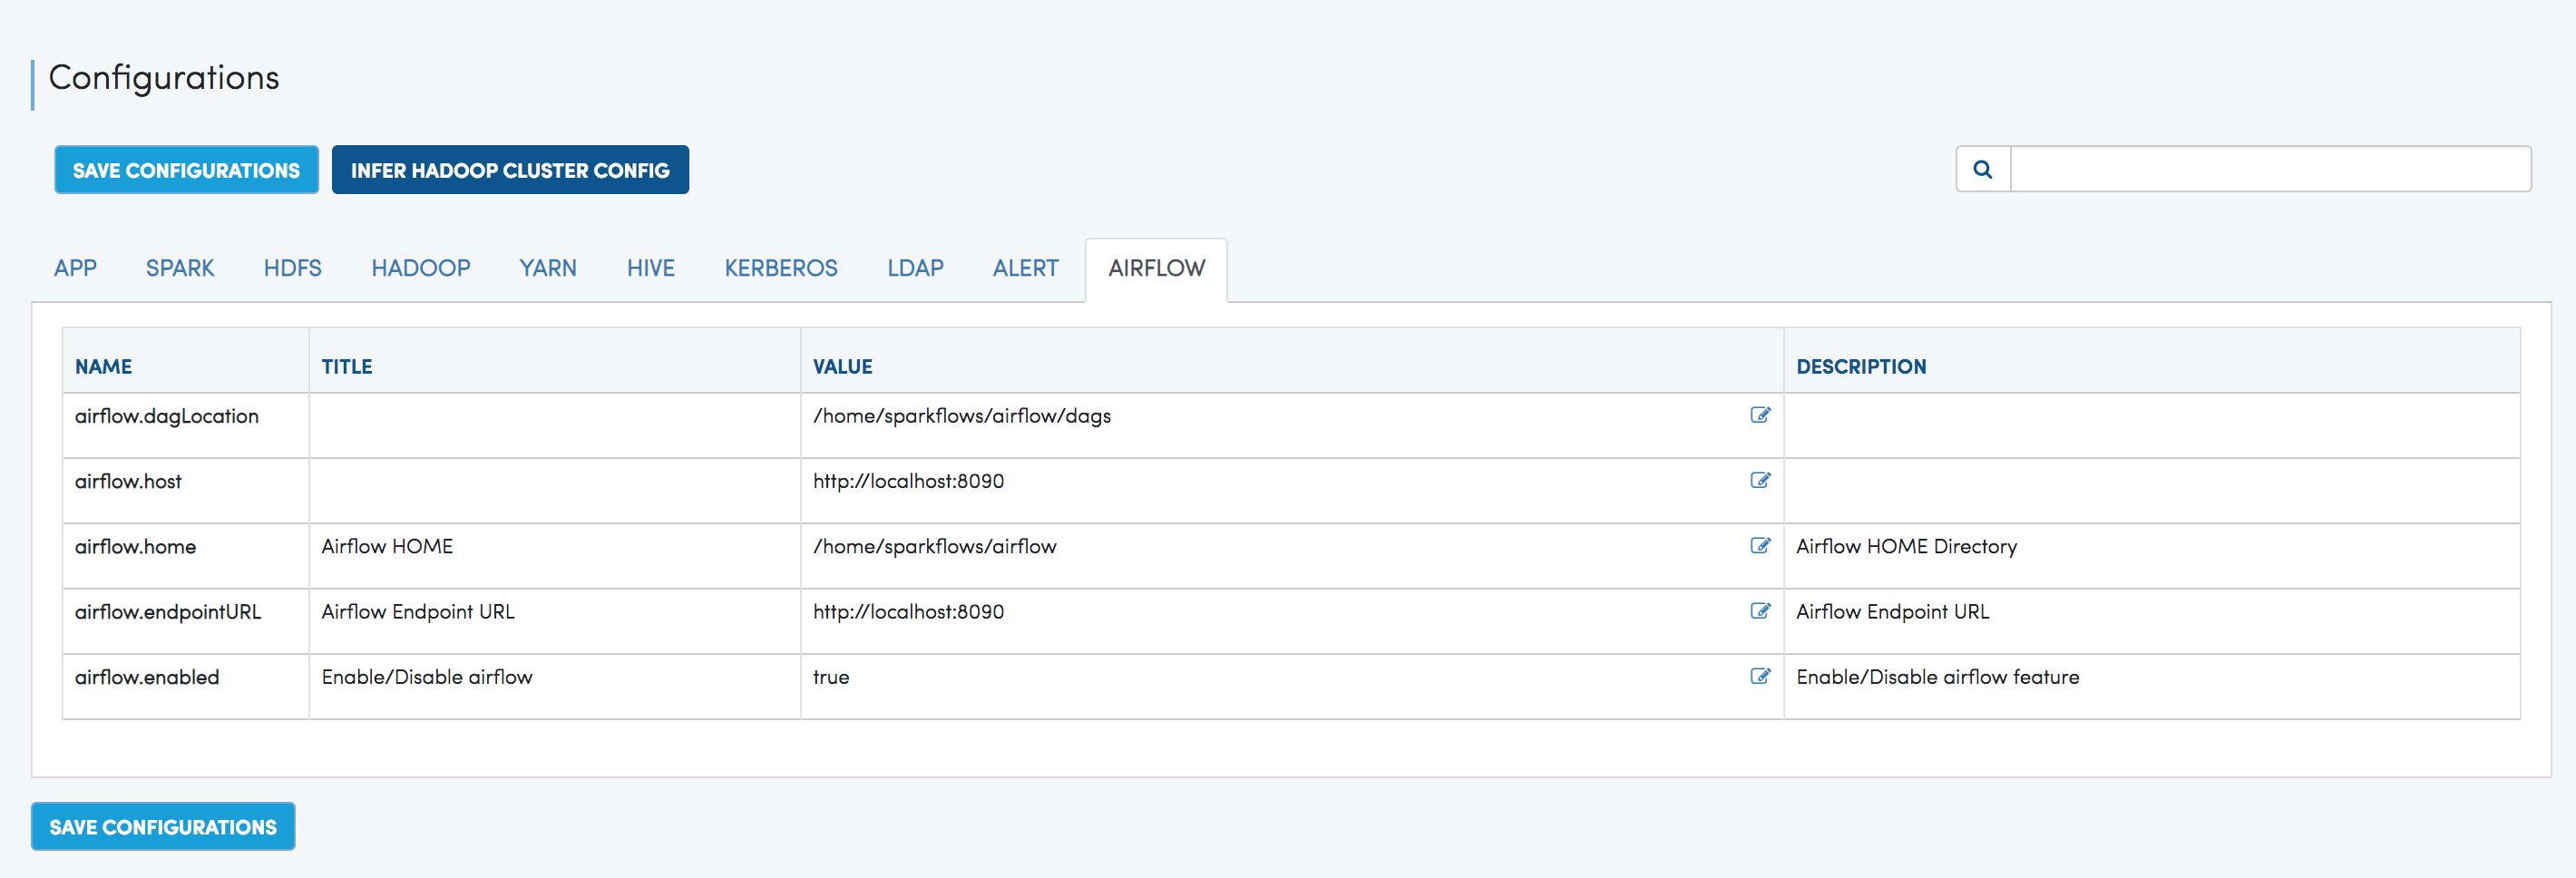 Configurations
SAVE CONFIGURATIONS INFER HADOOP CLUSTER CONFIG
APP SPARK HDFS HADOOP YARN HIVE KERBEROS LDAP ALERT AIRFLOW
NAME TITLE VALUE DESCRIPTION
airflow.dagLocation /home/sparkflows/airflow/dags
airflow.host http://localhost:8090
airflow.home Airflow HOME /home/sparkflows/airflow Airflow HOME Directory
airflow.endpointURL Airflow Endpoint URL http://localhost:8090 Airflow Endpoint URL
airflow.enabled Enable/Disable airflow true Enable/Disable airflow feature
SAVE CONFIGURATIONS